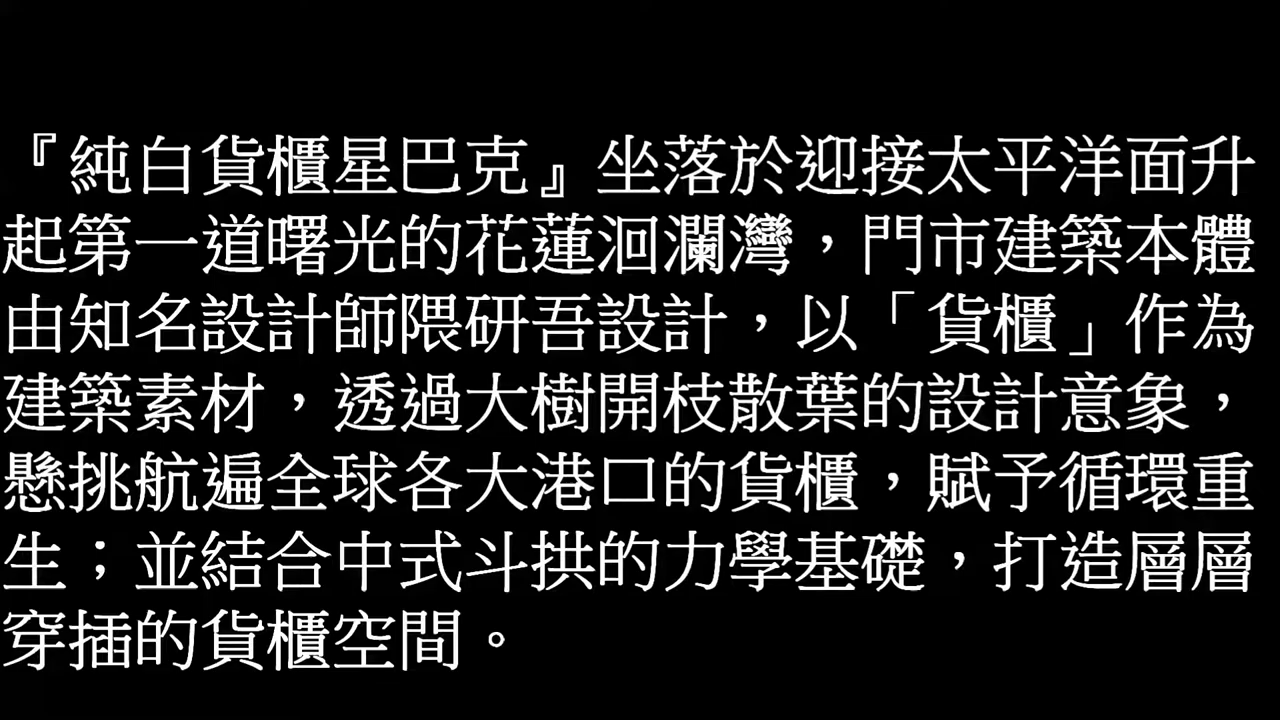 『純白貨櫃星巴克』坐落於迎接太平洋面升
起第一道曙光的花蓮洄瀾灣，門市建築本體
由知名設計師隈研吾設計，以「貨櫃」作為
建築素材，透過大樹開枝散葉的設計意象，
懸挑航遍全球各大港口的貨櫃，賦予循環重
生；並結合中式斗拱的力學基礎，打造層層
穿插的貨櫃空間。